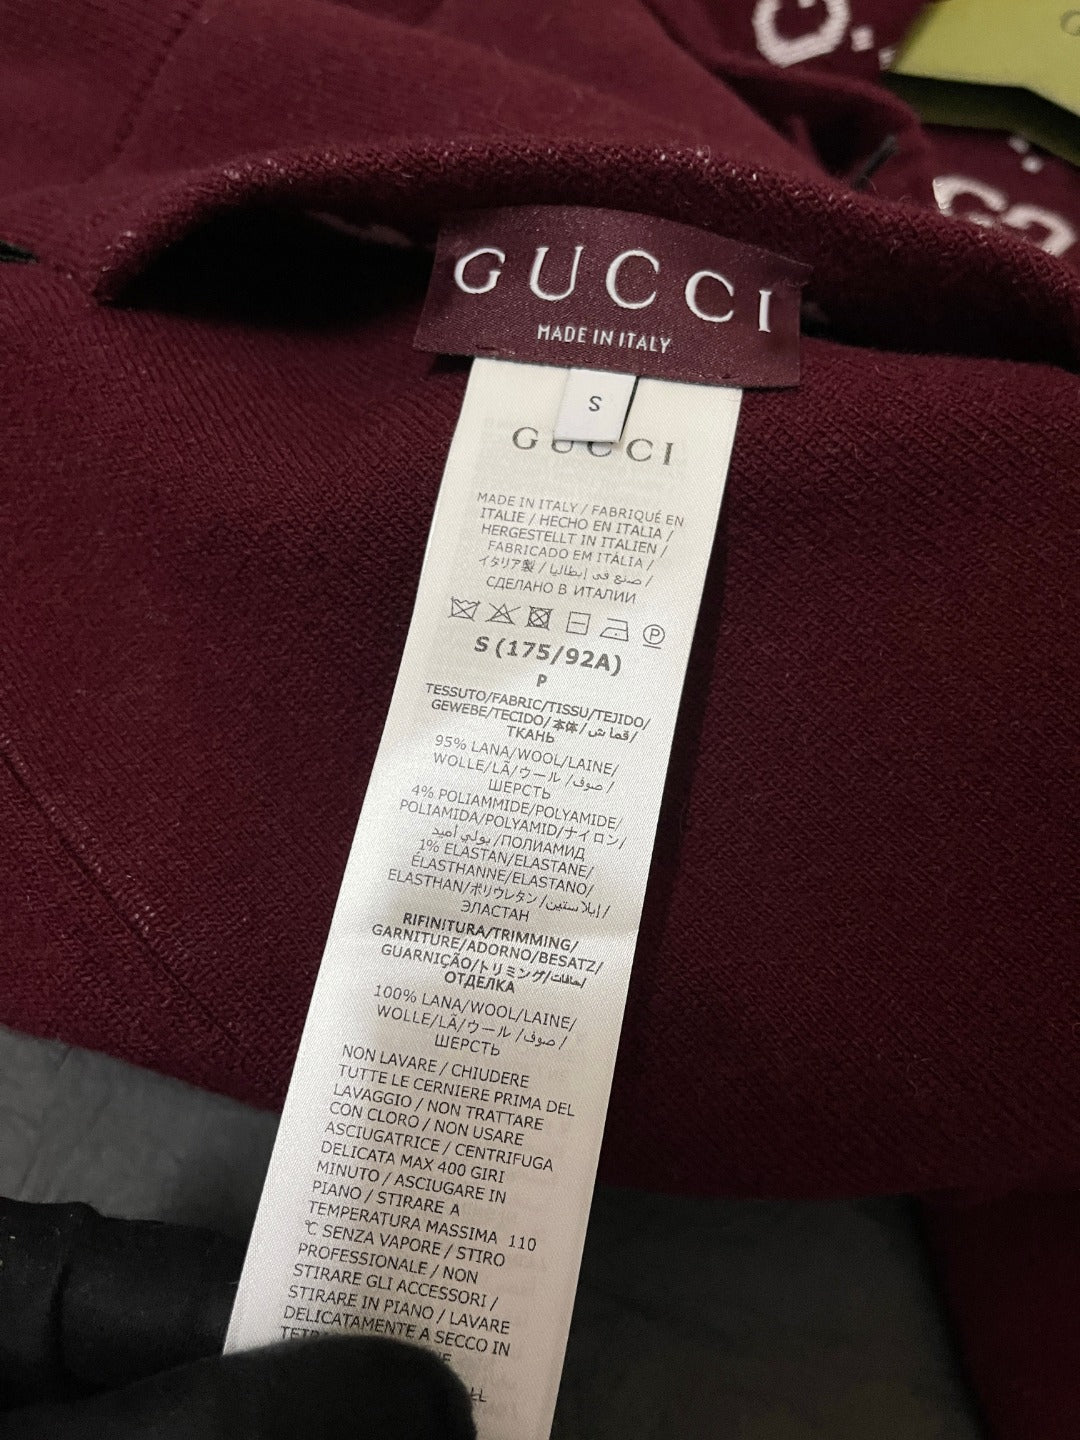 GUCCI
MADE IN ITALY
S
GUCCI
MADE IN ITALY / FABRIQUÉ EN
ITALIE / HECHO EN ITALIA /
HERGESTELLT IN ITALIEN /
FABRICADO EM ITÁLIA /
イタリア製 / صنع في إيطاليا /
СДЕЛАНО В ИТАЛИИ
P
S (175/92A)
P
TESSUTO/FABRIC/TISSU/TEJIDO/
GEWEBE/TECIDO/本体/قماش/
ТКАНЬ
95% LANA/WOOL/LAINE/
WOLLE/LÃ/ウール/صوف/
ШЕРСТЬ
4% POLIAMMIDE/POLYAMIDE/
POLIAMIDA/POLYAMID/ナイロン/
بولي أميد/ПОЛИАМИД
1% ELASTAN/ELASTANE/
ÉLASTHANNE/ELASTANO/
ELASTHAN/ポリウレタン/إيلاستين/
ЭЛАСТАН
RIFINITURA/TRIMMING/
GARNITURE/ADORNO/BESATZ/
GUARNIÇÃO/トリミング/حافات/
ОТДЕЛКА
100% LANA/WOOL/LAINE/
WOLLE/LÃ/ウール/صوف/
ШЕРСТЬ
NON LAVARE / CHIUDERE
TUTTE LE CERNIERE PRIMA DEL
LAVAGGIO / NON TRATTARE
CON CLORO / NON USARE
ASCIUGATRICE / CENTRIFUGA
DELICATA MAX 400 GIRI
MINUTO / ASCIUGARE IN
PIANO / STIRARE A
TEMPERATURA MASSIMA 110
°C SENZA VAPORE / STIRO
PROFESSIONALE / NON
STIRARE GLI ACCESSORI /
STIRARE IN PIANO / LAVARE
DELICATAMENTE A SECCO IN